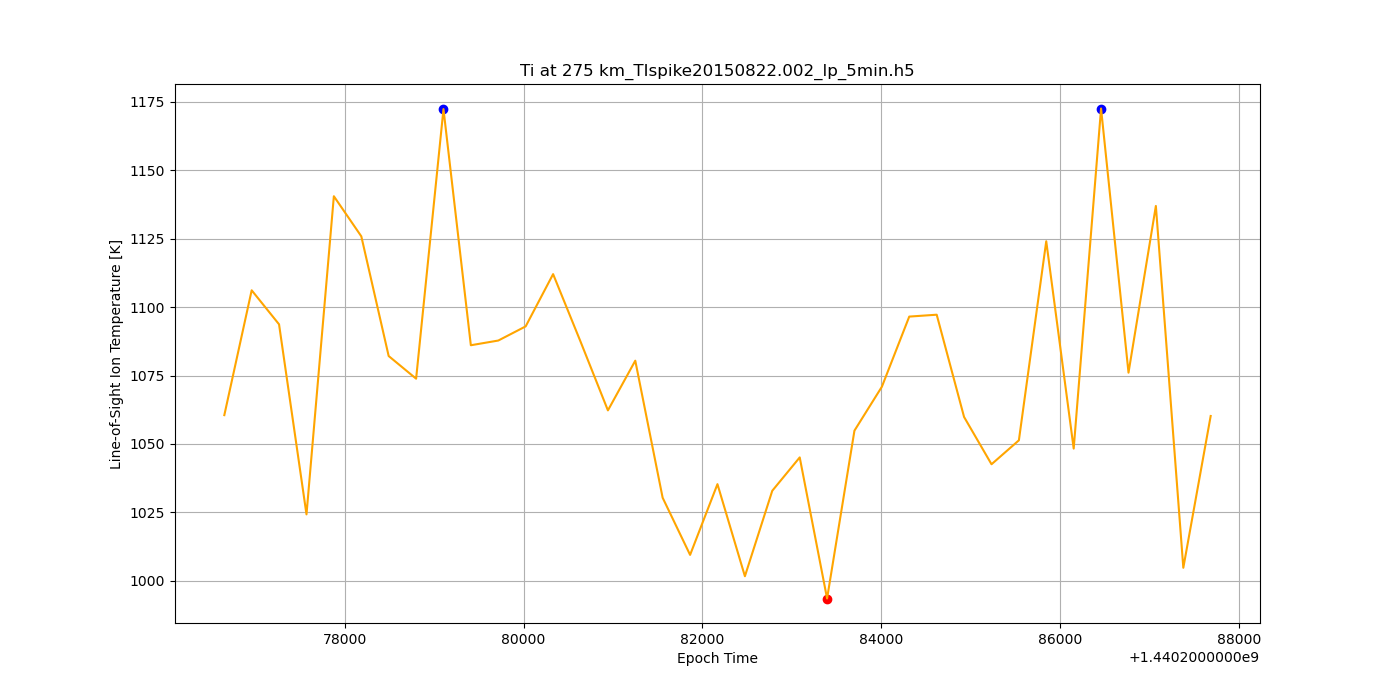 Ti at 275 km_TIspike20150822.002_lp_5min.h5
Line-of-Sight Ion Temperature [K]
1175
1150
1125
1100
1075
1050
1025
1000
78000 80000 82000 84000 86000 88000
Epoch Time
+1.4402000000e9